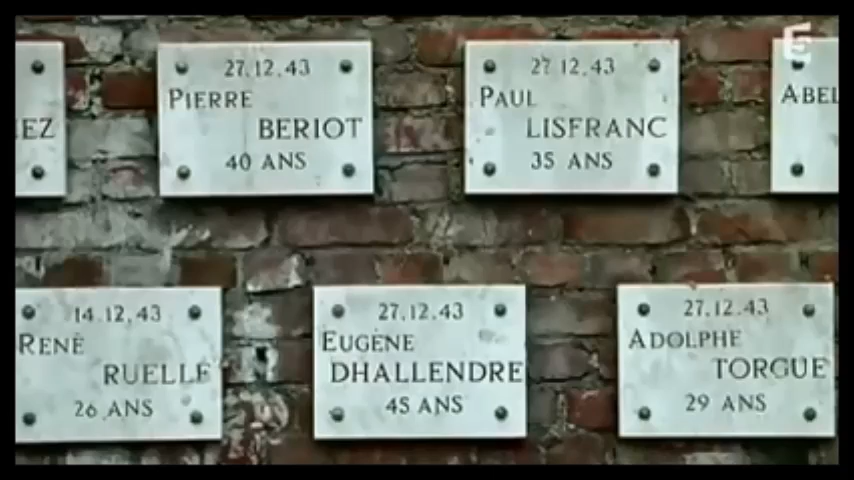 5
EZ
27.12.43
PIERRE
BERIOT
40 ANS
27 12.43
PAUL
LISFRANC
35 ANS
ABEL
14.12.43
RENÉ
RUELLE
26 ANS
27.12.43
EUGÈNE
DHALLENDRE
45 ANS
27.12.43
ADOLPHE
TORGUE
29 ANS